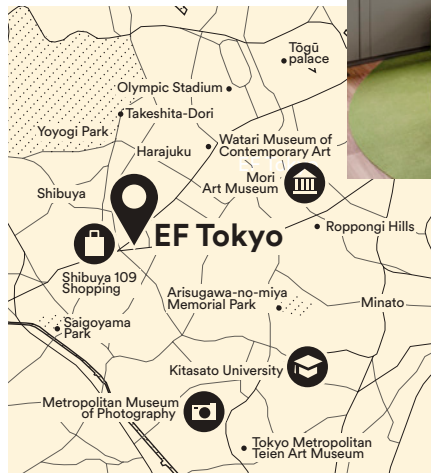 Tōgū
palace
Olympic Stadium
Takeshita-Dori
Yoyogi Park
Watari Museum of
Contemporary Art
Harajuku
Mori
Art Museum
Shibuya
Roppongi Hills
EF Tokyo
Shibuya 109
Shopping
Arisugawa-no-miya
Memorial Park
Minato
Saigoyama
Park
Kitasato University
Metropolitan Museum
of Photography
Tokyo Metropolitan
Teien Art Museum